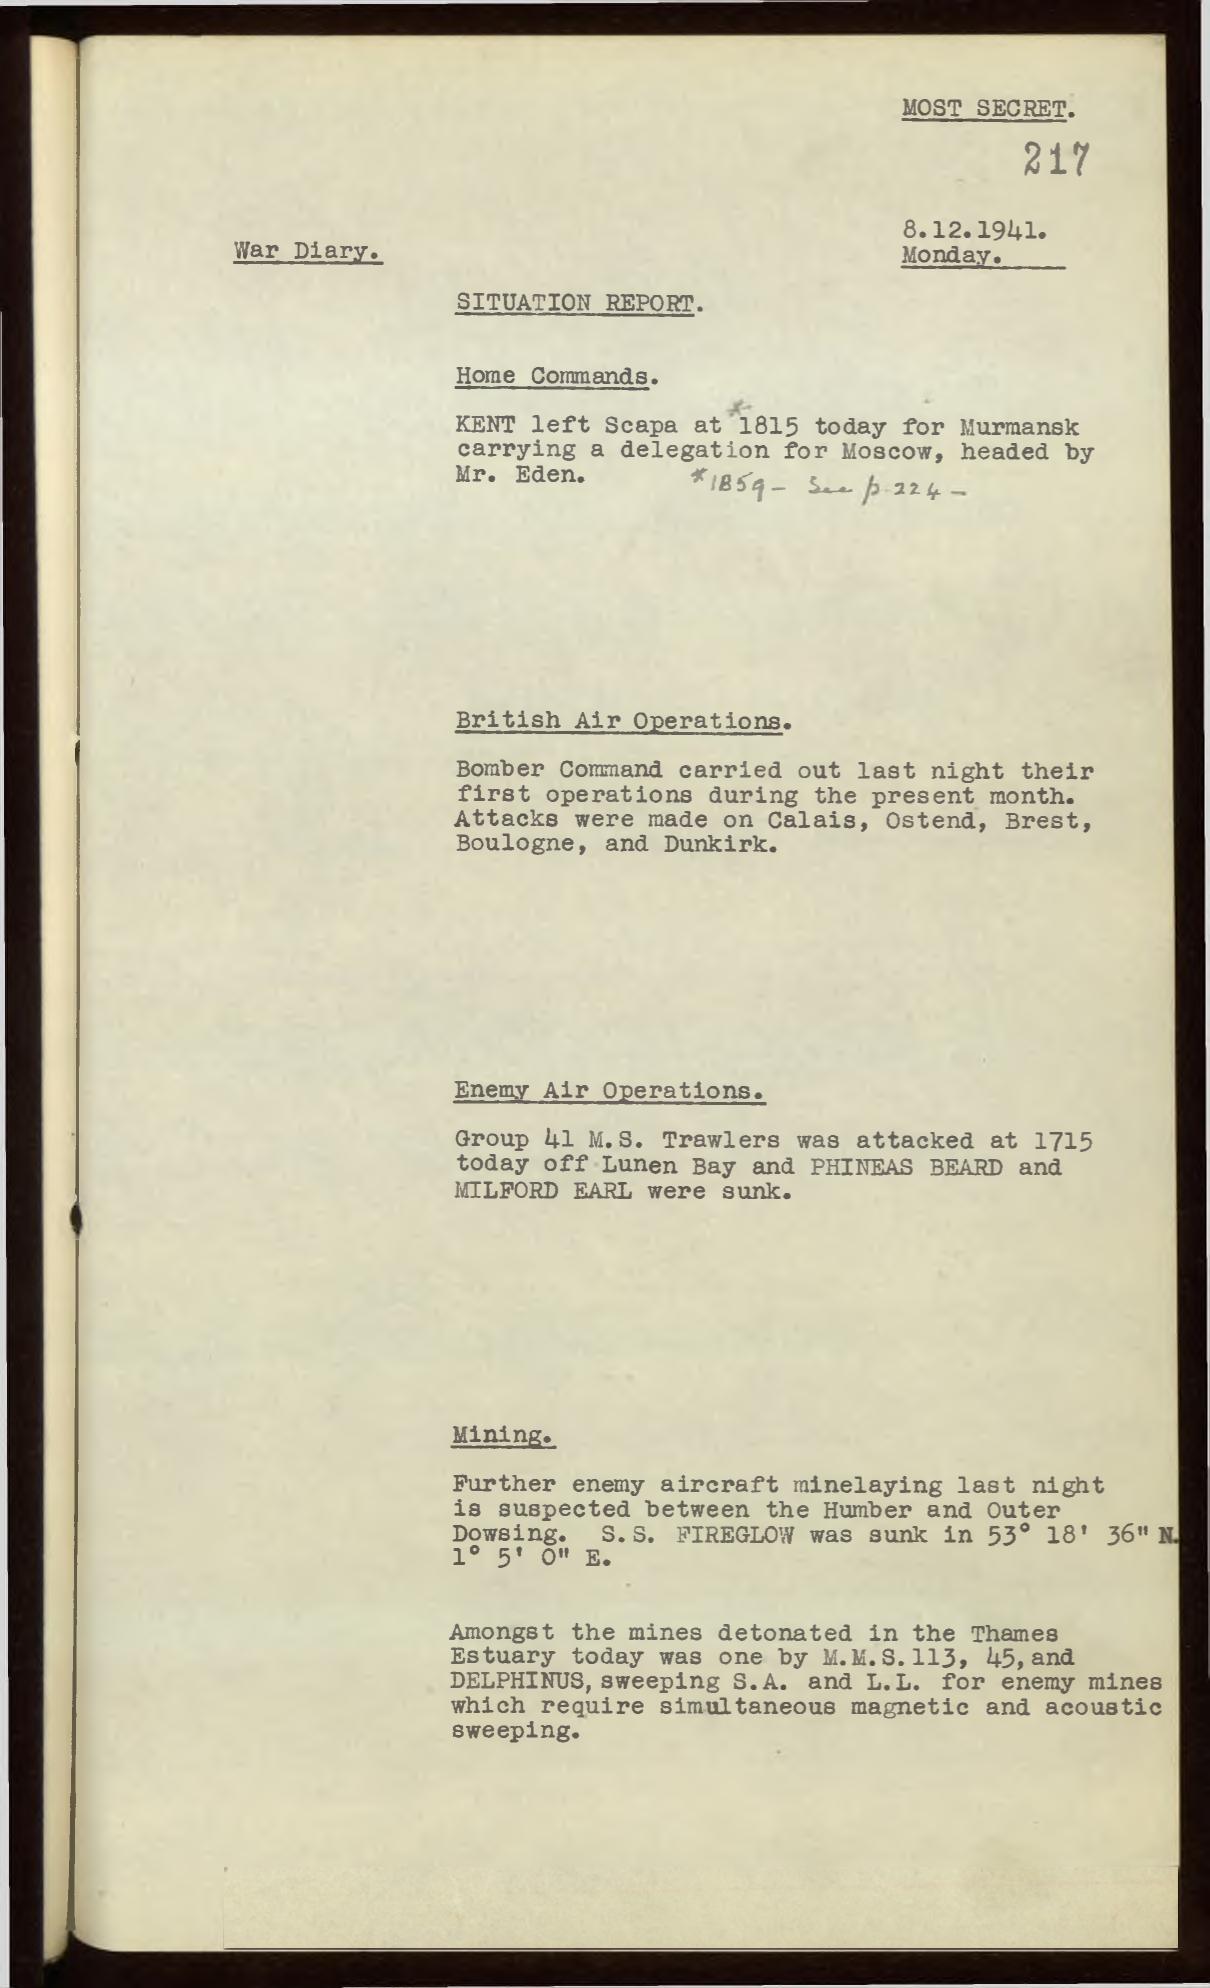 MOST SECRET.
217
8.12.1941.
War Diary.
Monday.
SITUATION REPORT.
Home Commands.
KENT left Scapa at *1815 today for Murmansk
carrying a delegation for Moscow, headed by
Mr. Eden.
*1859 - See p. 224 -
British Air Operations.
Bomber Command carried out last night their
first operations during the present month.
Attacks were made on Calais, Ostend, Brest,
Boulogne, and Dunkirk.
Enemy Air Operations.
Group 41 M.S. Trawlers was attacked at 1715
today off Lunen Bay and PHINEAS BEARD and
MILFORD EARL were sunk.
Mining.
Further enemy aircraft minelaying last night
is suspected between the Humber and Outer
Dowsing. S.S. FIREGLOW was sunk in 53° 18' 36" N.
1° 5' 0" E.
Amongst the mines detonated in the Thames
Estuary today was one by M.M.S.113, 45, and
DELPHINUS, sweeping S.A. and L.L. for enemy mines
which require simultaneous magnetic and acoustic
sweeping.